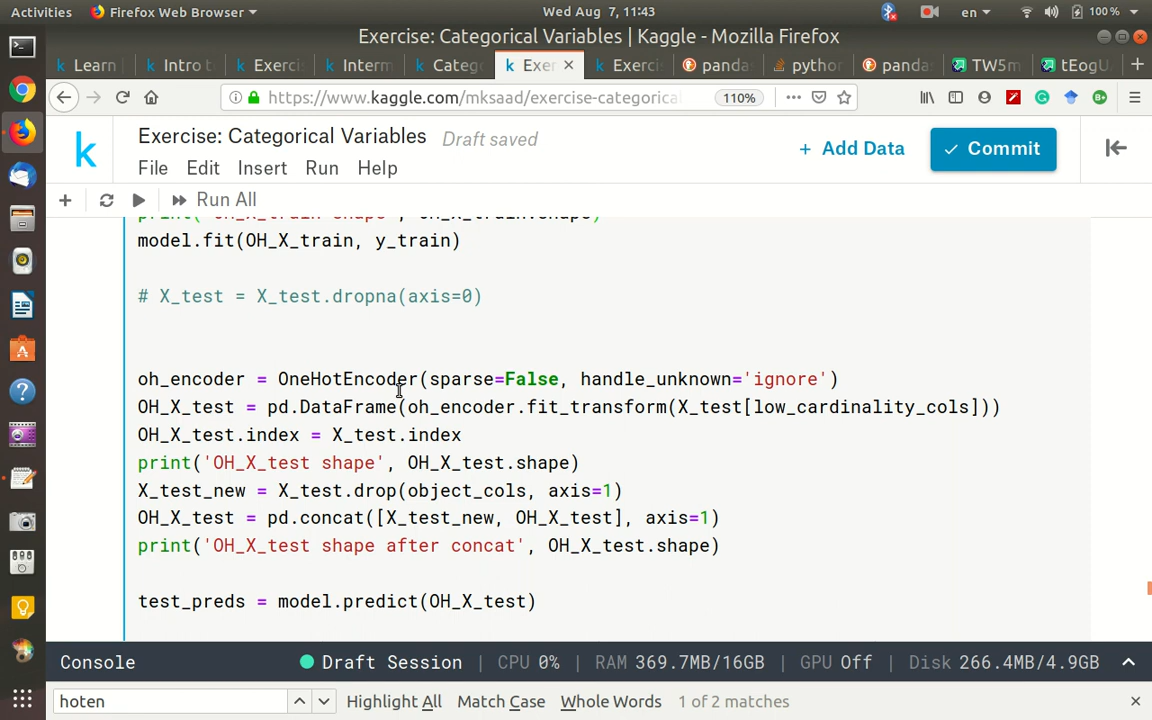 Activities Firefox Web Browser Wed Aug 7, 11:43 en 100 %
Exercise: Categorical Variables | Kaggle - Mozilla Firefox
Learn Intro t Exerci Interm Categ Exer Exerci panda pytho panda TW5m tEogU
https://www.kaggle.com/mksaad/exercise-categorica 110%
Exercise: Categorical Variables Draft saved
+ Add Data Commit
File Edit Insert Run Help
Run All
print('OH_X_train shape', OH_X_train.shape)
model.fit(OH_X_train, y_train)
# X_test = X_test.dropna(axis=0)
oh_encoder = OneHotEncoder(sparse=False, handle_unknown='ignore')
OH_X_test = pd.DataFrame(oh_encoder.fit_transform(X_test[low_cardinality_cols]))
OH_X_test.index = X_test.index
print('OH_X_test shape', OH_X_test.shape)
X_test_new = X_test.drop(object_cols, axis=1)
OH_X_test = pd.concat([X_test_new, OH_X_test], axis=1)
print('OH_X_test shape after concat', OH_X_test.shape)
test_preds = model.predict(OH_X_test)
Console Draft Session | CPU 0% | RAM 369.7MB/16GB | GPU Off | Disk 266.4MB/4.9GB
hoten Highlight All Match Case Whole Words 1 of 2 matches